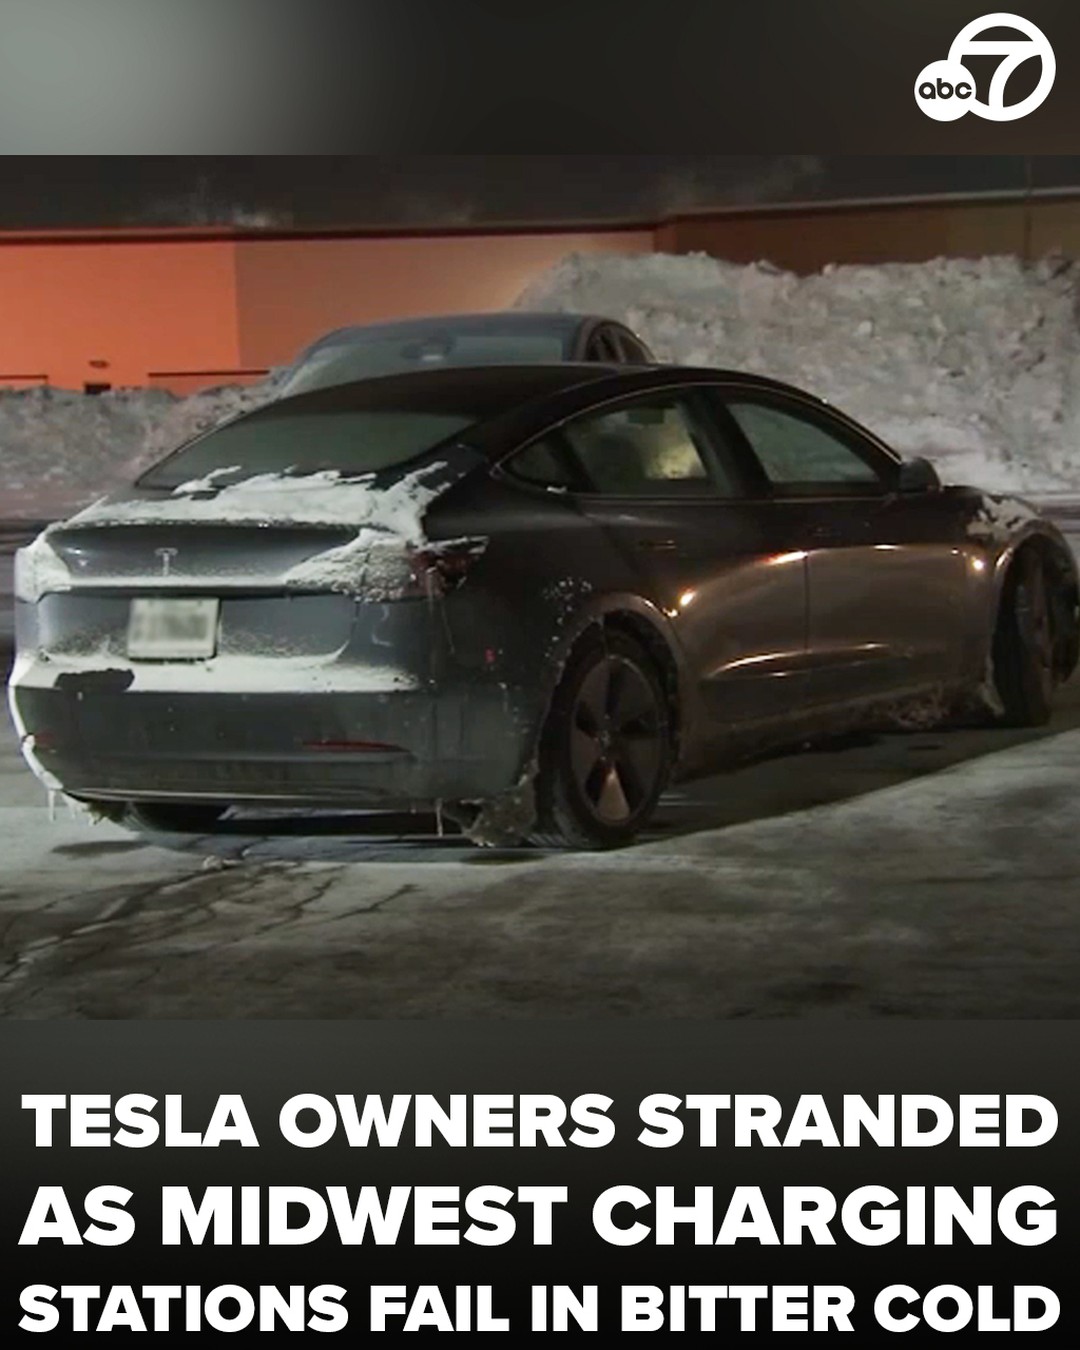 abc 7
TESLA OWNERS STRANDED
AS MIDWEST CHARGING
STATIONS FAIL IN BITTER COLD